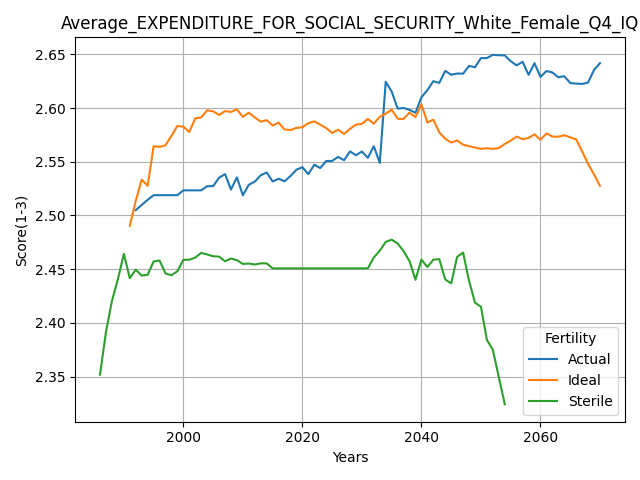 Average_EXPENDITURE_FOR_SOCIAL_SECURITY_White_Female_Q4_IQ
Score(1-3)
2.65
2.60
2.55
2.50
2.45
2.40
2.35
Fertility
Actual
Ideal
Sterile
2000 2020 2040 2060
Years